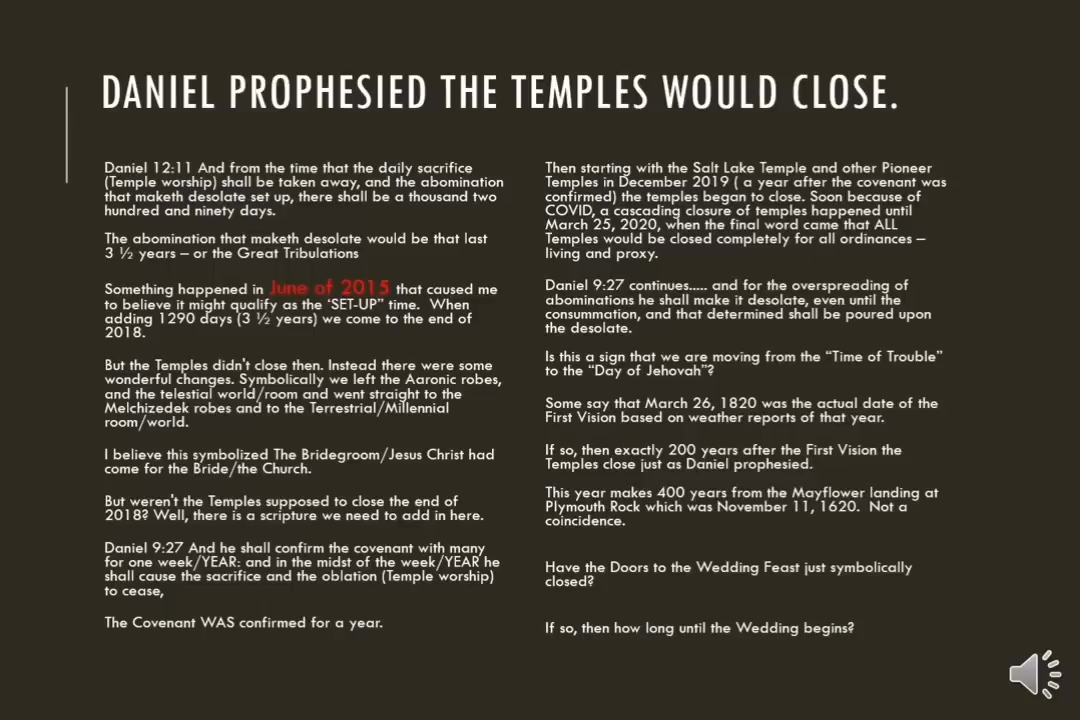 DANIEL PROPHESIED THE TEMPLES WOULD CLOSE.
Daniel 12:11 And from the time that the daily sacrifice
(Temple worship) shall be taken away, and the abomination
that maketh desolate set up, there shall be a thousand two
hundred and ninety days.
The abomination that maketh desolate would be that last
3 ½ years – or the Great Tribulations
Something happened in June of 2015 that caused me
to believe it might qualify as the ‘SET-UP” time. When
adding 1290 days (3 ½ years) we come to the end of
2018.
But the Temples didn't close then. Instead there were some
wonderful changes. Symbolically we left the Aaronic robes,
and the telestial world/room and went straight to the
Melchizedek robes and to the Terrestrial/Millennial
room/world.
I believe this symbolized The Bridegroom/Jesus Christ had
come for the Bride/the Church.
But weren't the Temples supposed to close the end of
2018? Well, there is a scripture we need to add in here.
Daniel 9:27 And he shall confirm the covenant with many
for one week/YEAR: and in the midst of the week/YEAR he
shall cause the sacrifice and the oblation (Temple worship)
to cease,
The Covenant WAS confirmed for a year.
Then starting with the Salt Lake Temple and other Pioneer
Temples in December 2019 ( a year after the covenant was
confirmed) the temples began to close. Soon because of
COVID, a cascading closure of temples happened until
March 25, 2020, when the final word came that ALL
Temples would be closed completely for all ordinances –
living and proxy.
Daniel 9:27 continues..... and for the overspreading of
abominations he shall make it desolate, even until the
consummation, and that determined shall be poured upon
the desolate.
Is this a sign that we are moving from the “Time of Trouble”
to the “Day of Jehovah”?
Some say that March 26, 1820 was the actual date of the
First Vision based on weather reports of that year.
If so, then exactly 200 years after the First Vision the
Temples close just as Daniel prophesied.
This year makes 400 years from the Mayflower landing at
Plymouth Rock which was November 11, 1620. Not a
coincidence.
Have the Doors to the Wedding Feast just symbolically
closed?
If so, then how long until the Wedding begins?